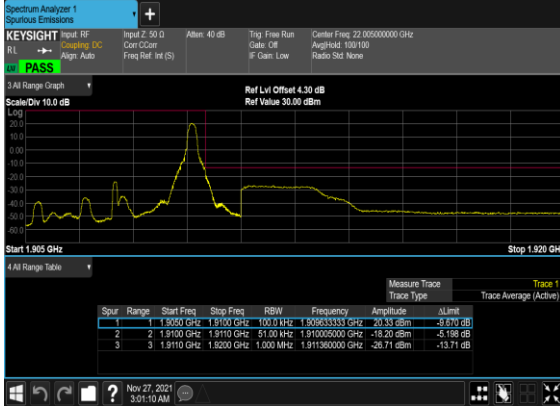 Spectrum Analyzer 1
Spurious Emissions
KEYSIGHT Input: RF Input Z: 50 Ω Atten: 40 dB Trig: Free Run Center Freq: 22.005000000 GHz
RL Coupling: DC Corr CCorr Gate: Off Avg|Hold: 100/100
Align: Auto Freq Ref: Int (S) IF Gain: Low Radio Std: None
LXI PASS
3 All Range Graph
Ref Lvl Offset 4.30 dB
Scale/Div 10.0 dB Ref Value 30.00 dBm
Log
20.0
10.0
0.00
-10.0
-20.0
-30.0
-40.0
-50.0
-60.0
Start 1.905 GHz Stop 1.920 GH
4 All Range Table
Measure Trace Trace 1
Trace Type Trace Average (Active)
Spur Range Start Freq Stop Freq RBW Frequency Amplitude ΔLimit
1 1 1.9050 GHz 1.9100 GHz 100.0 kHz 1.909633333 GHz 20.33 dBm -9.670 dB
2 2 1.9100 GHz 1.9110 GHz 51.00 kHz 1.910005000 GHz -18.20 dBm -5.198 dB
3 3 1.9110 GHz 1.9200 GHz 1.000 MHz 1.911360000 GHz -26.71 dBm -13.71 dB
Nov 27, 2021
3:01:10 AM